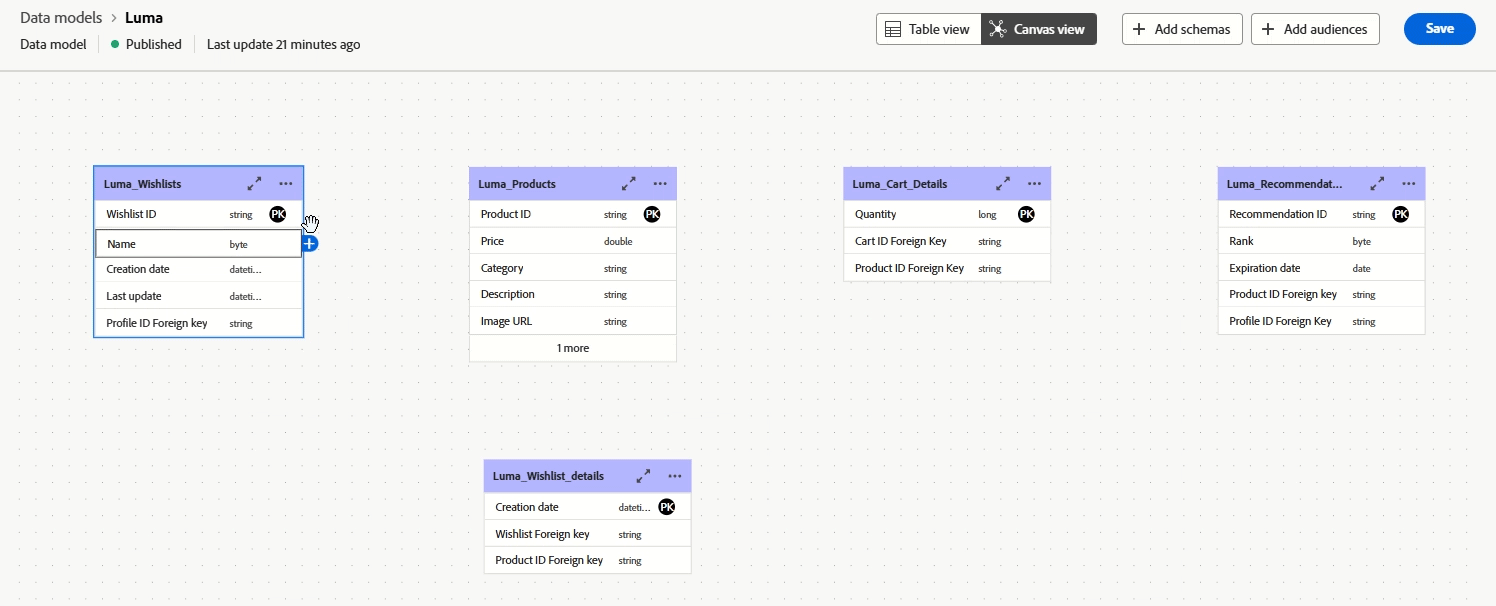 Data models > Luma
Data model Published Last update 21 minutes ago
Table view Canvas view + Add schemas + Add audiences Save
Luma_Wishlists
Wishlist ID string PK
Name byte
Creation date dateti...
Last update dateti...
Profile ID Foreign key string
Luma_Products
Product ID string PK
Price double
Category string
Description string
Image URL string
1 more
Luma_Cart_Details
Quantity long PK
Cart ID Foreign Key string
Product ID Foreign Key string
Luma_Recommendat...
Recommendation ID string PK
Rank byte
Expiration date date
Product ID Foreign key string
Profile ID Foreign Key string
Luma_Wishlist_details
Creation date dateti... PK
Wishlist Foreign key string
Product ID Foreign key string